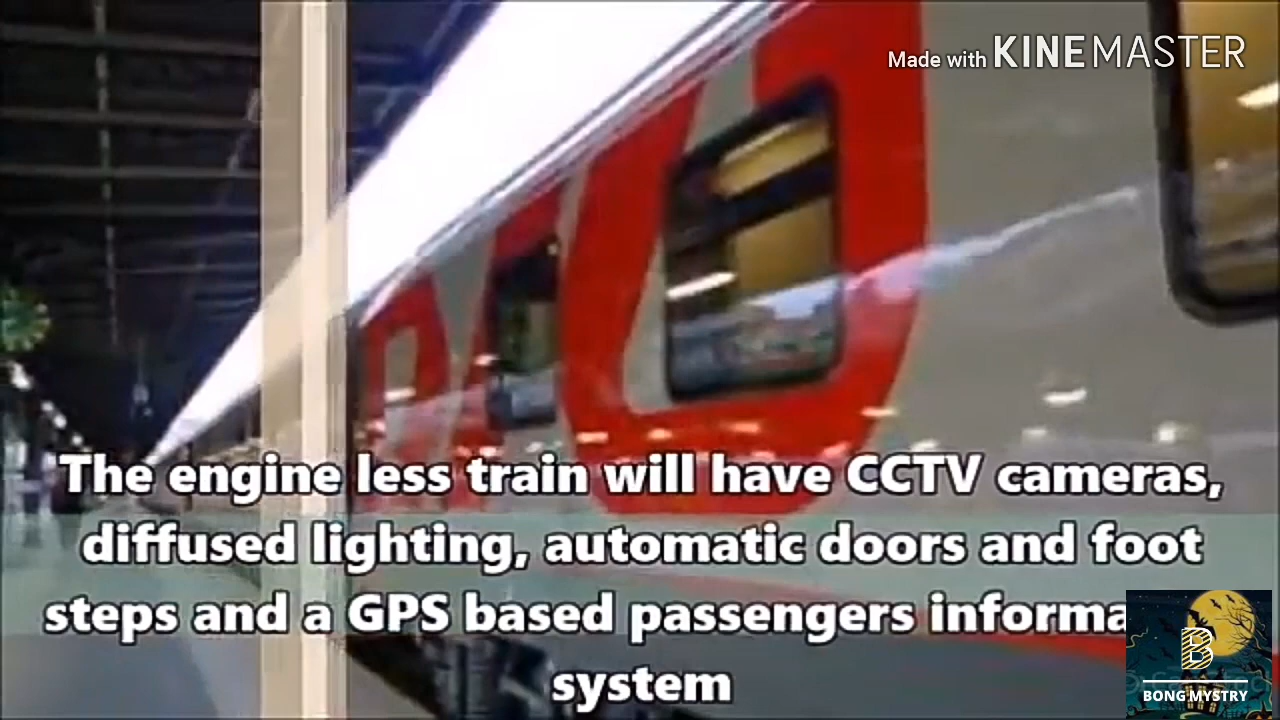 Made with KINEMASTER
The engine less train will have CCTV cameras,
diffused lighting, automatic doors and foot
steps and a GPS based passengers informa
system
B
BONG MYSTRY